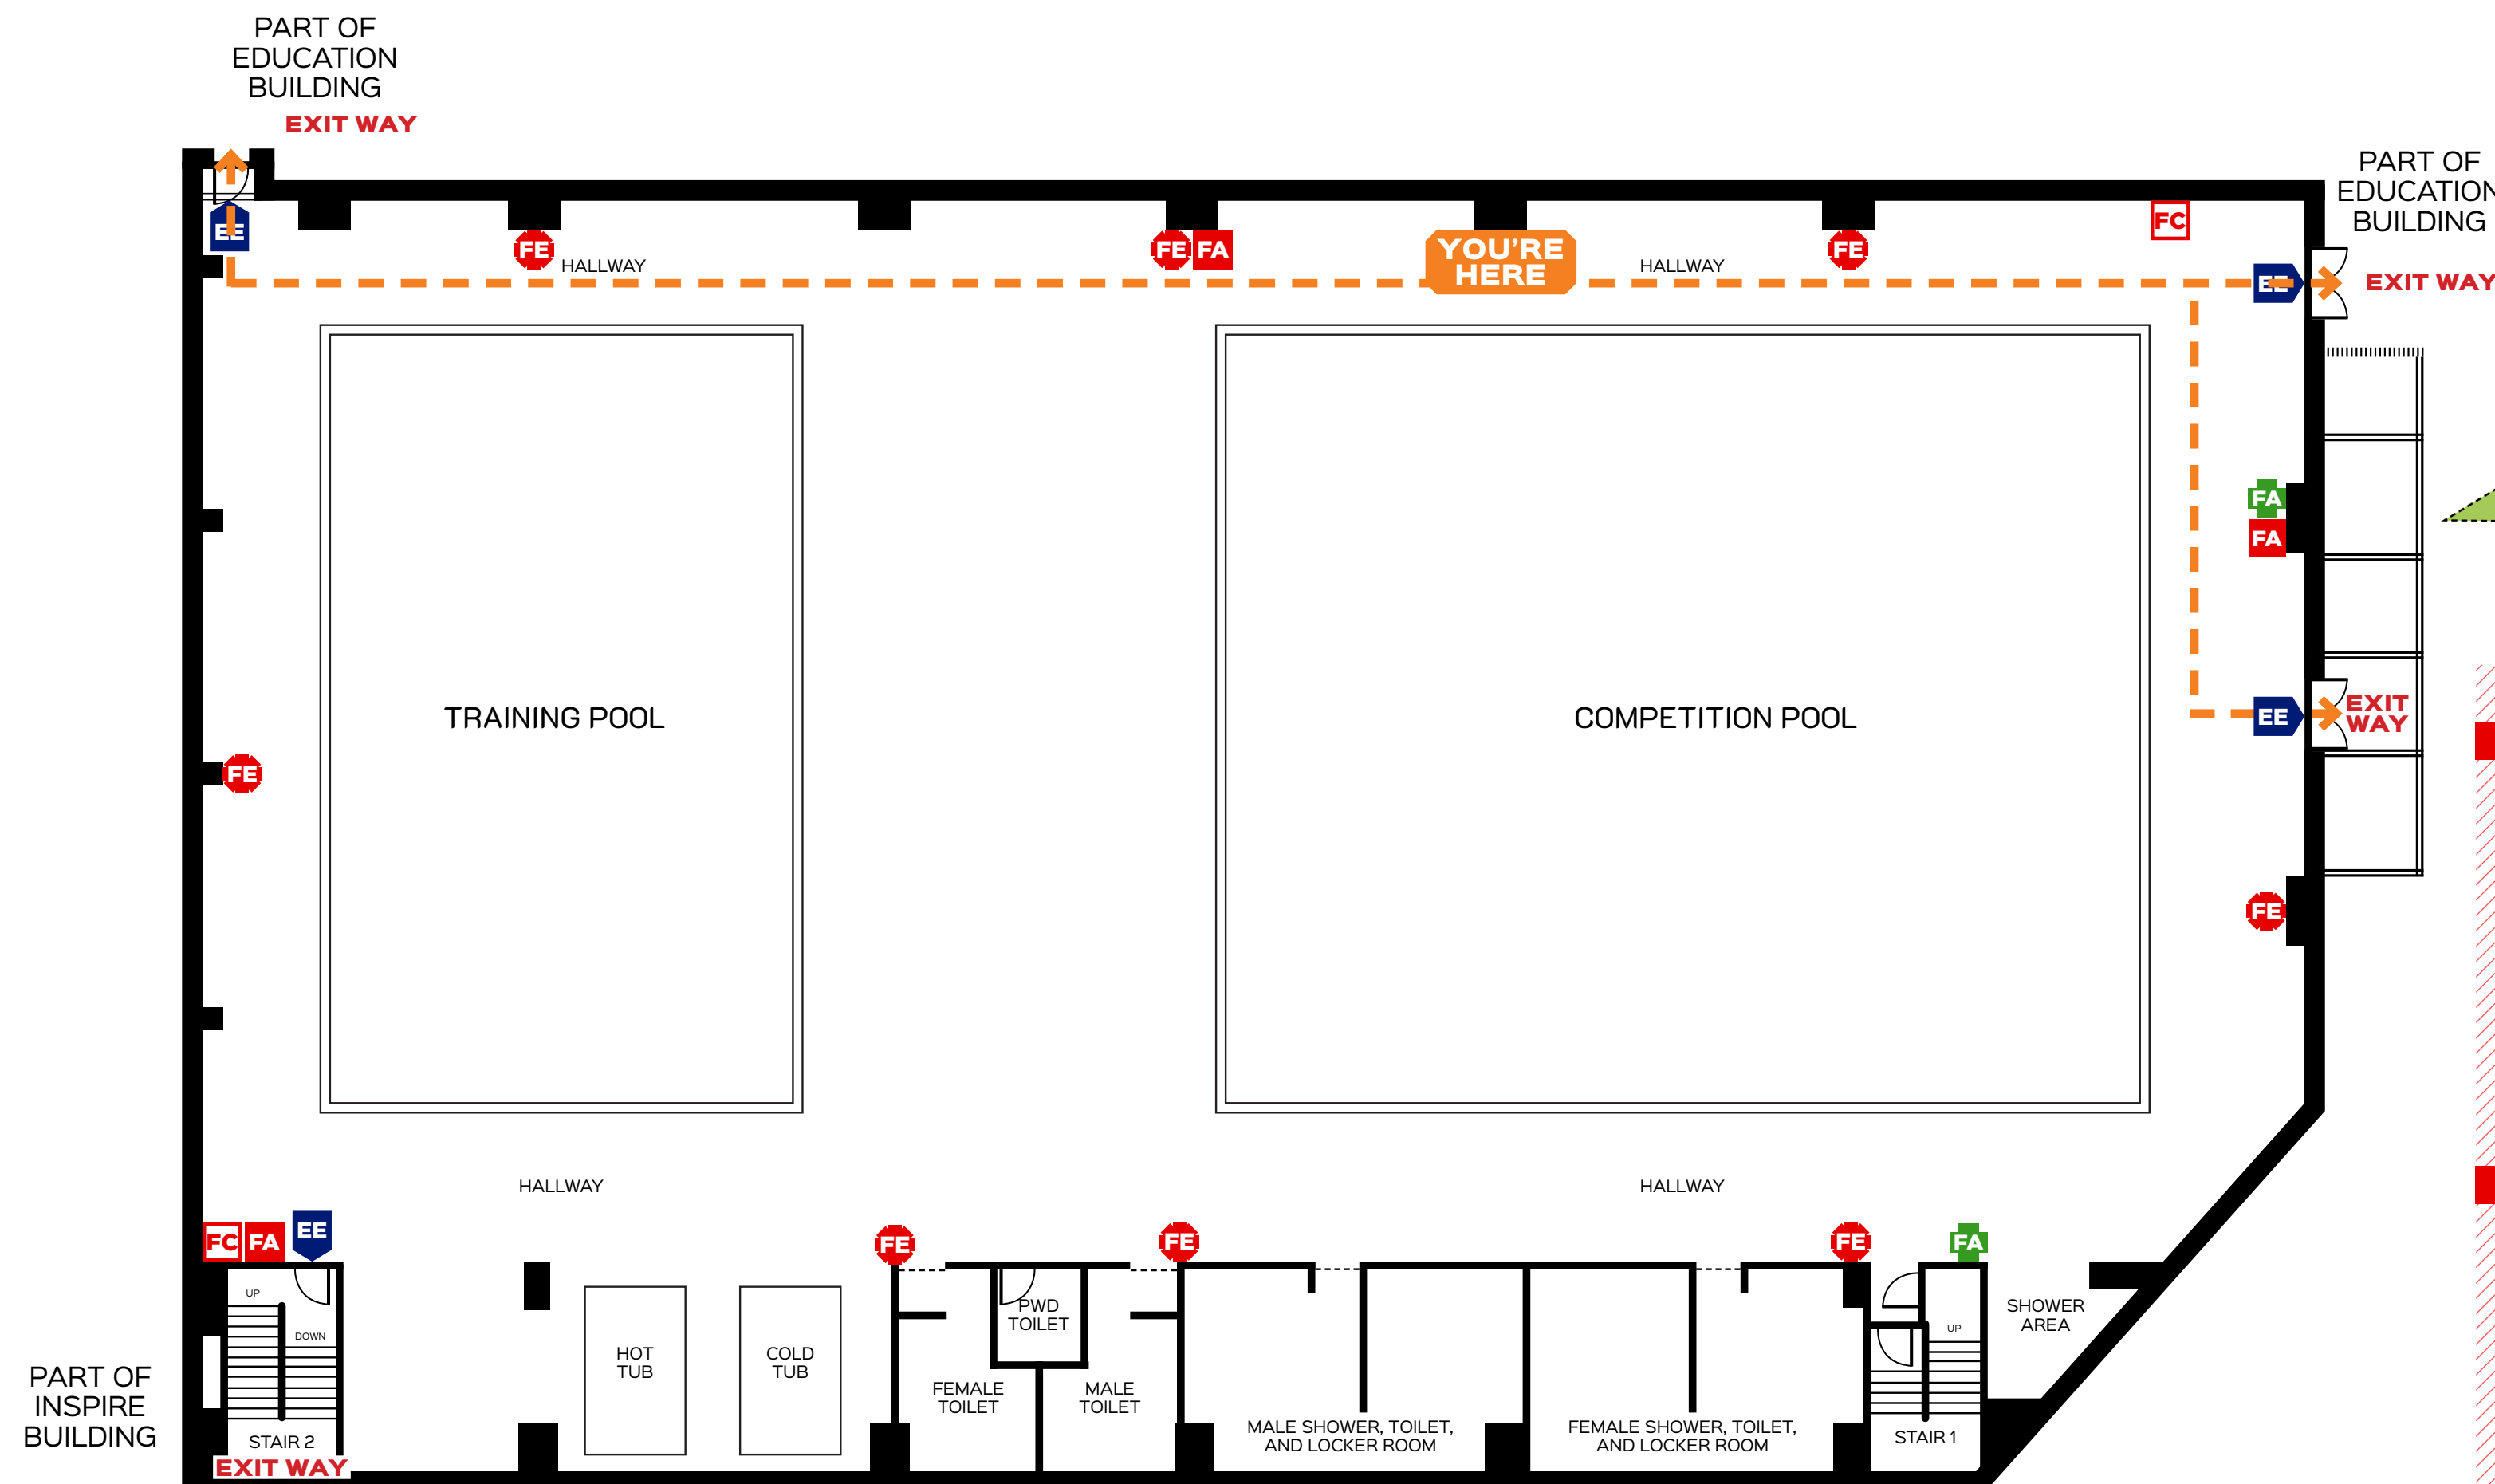 PART OF
EDUCATION
BUILDING
EXIT WAY
PART OF
EDUCATION
BUILDING
EE
FE
HALLWAY
FE
FA
YOU'RE
HERE
HALLWAY
FE
FC
EE
EXIT WAY
FA
FA
TRAINING POOL
COMPETITION POOL
EE
EXIT
WAY
FE
FE
HALLWAY
HALLWAY
FC
FA
EE
FE
FE
FE
FA
UP
DOWN
STAIR 2
EXIT WAY
PART OF
INSPIRE
BUILDING
HOT
TUB
COLD
TUB
PWD
TOILET
FEMALE
TOILET
MALE
TOILET
MALE SHOWER, TOILET,
AND LOCKER ROOM
FEMALE SHOWER, TOILET,
AND LOCKER ROOM
UP
STAIR 1
SHOWER
AREA